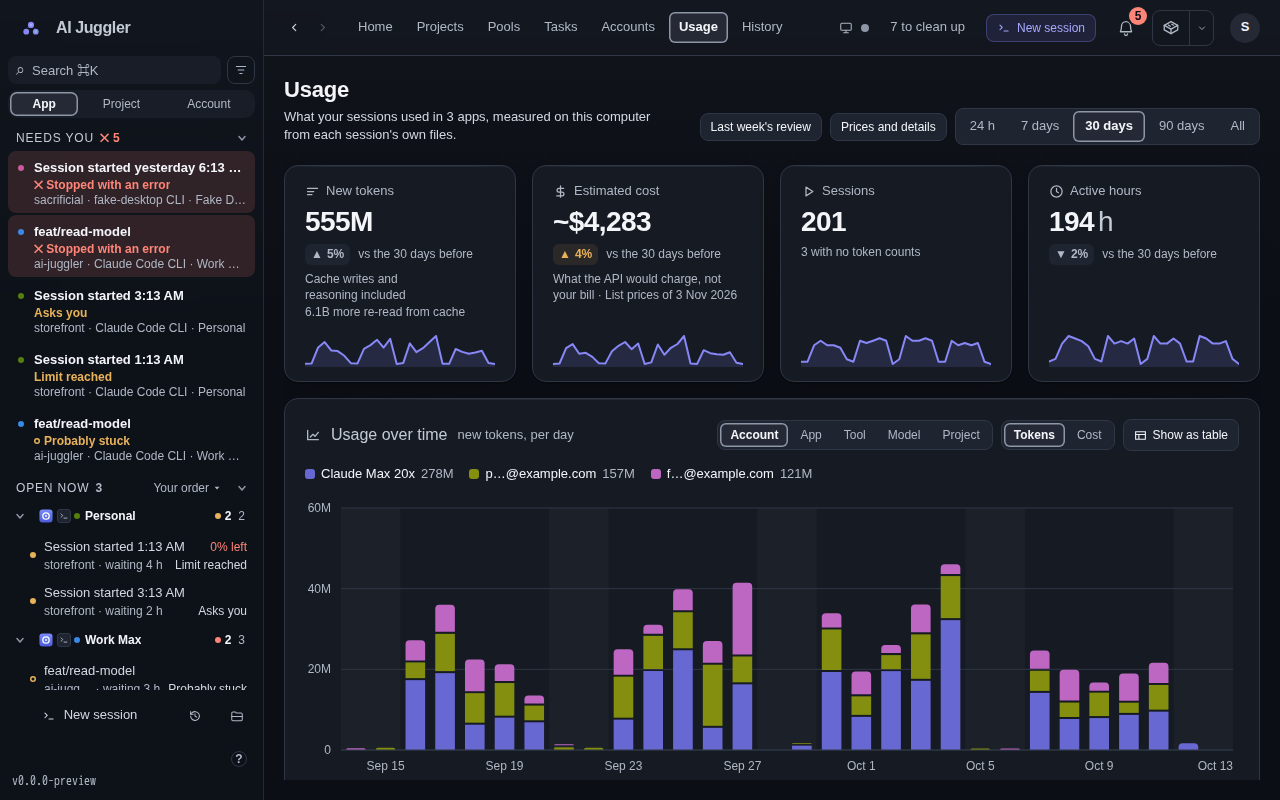 AI Juggler
Search ⌘K
App Project Account
NEEDS YOU 5
Session started yesterday 6:13 …
Stopped with an error
sacrificial · fake-desktop CLI · Fake D…
feat/read-model
Stopped with an error
ai-juggler · Claude Code CLI · Work …
Session started 3:13 AM
Asks you
storefront · Claude Code CLI · Personal
Session started 1:13 AM
Limit reached
storefront · Claude Code CLI · Personal
feat/read-model
Probably stuck
ai-juggler · Claude Code CLI · Work …
OPEN NOW 3 Your order
Personal 2 2
Session started 1:13 AM 0% left
storefront · waiting 4 h Limit reached
Session started 3:13 AM
storefront · waiting 2 h Asks you
Work Max 2 3
feat/read-model
ai-jugg… · waiting 3 h Probably stuck
New session
?
v0.0.0-preview
Home Projects Pools Tasks Accounts Usage History
7 to clean up New session 5 S
Usage
What your sessions used in 3 apps, measured on this computer
from each session's own files.
Last week's review Prices and details 24 h 7 days 30 days 90 days All
New tokens
555M
▲ 5% vs the 30 days before
Cache writes and
reasoning included
6.1B more re-read from cache
Estimated cost
~$4,283
▲ 4% vs the 30 days before
What the API would charge, not
your bill · List prices of 3 Nov 2026
Sessions
201
3 with no token counts
Active hours
194 h
▼ 2% vs the 30 days before
Usage over time new tokens, per day
Account App Tool Model Project Tokens Cost Show as table
Claude Max 20x 278M p…@example.com 157M f…@example.com 121M
60M
40M
20M
0
Sep 15 Sep 19 Sep 23 Sep 27 Oct 1 Oct 5 Oct 9 Oct 13